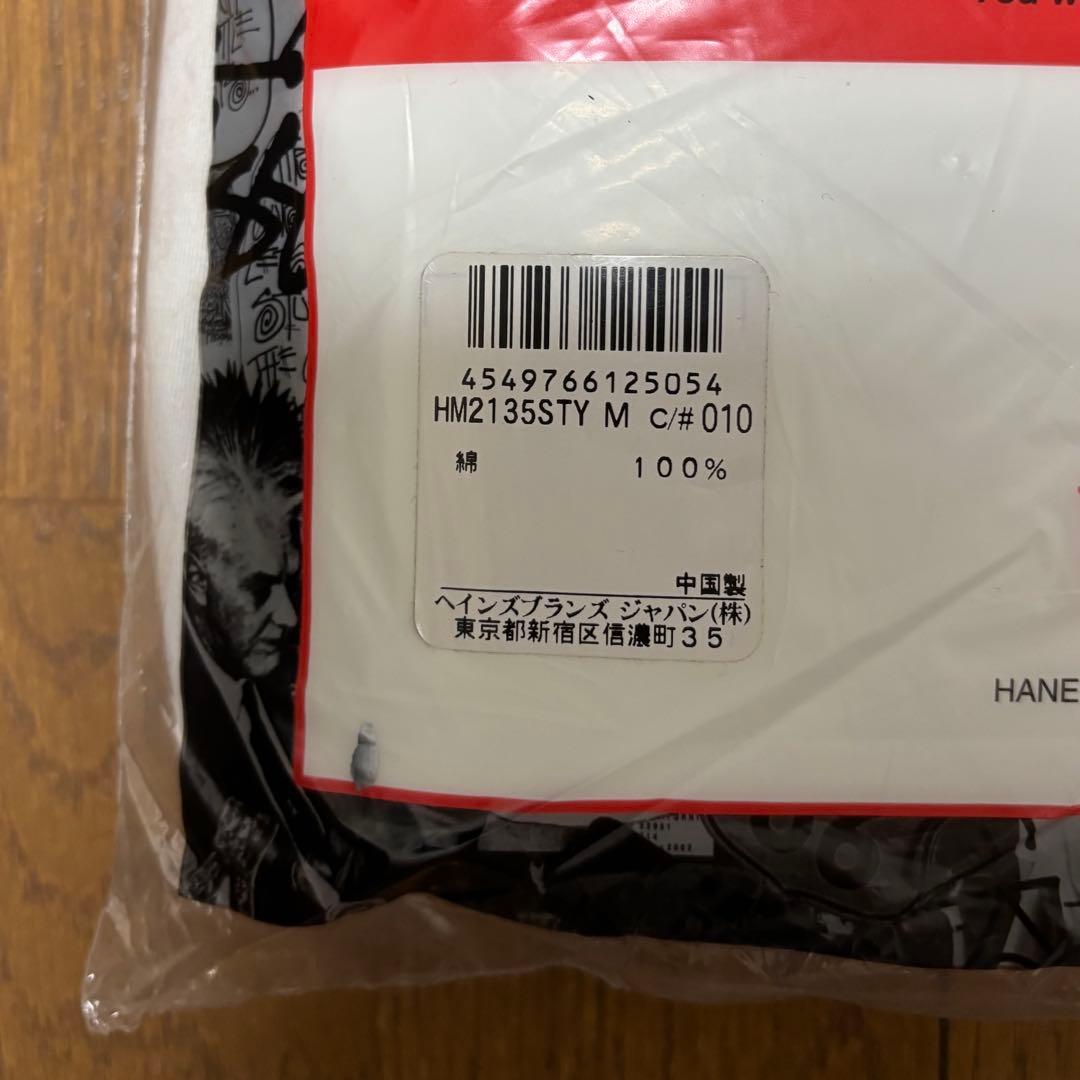 4549766125054
HM2135STY M C/# 010
綿 100%
中国製
ヘインズブランズ ジャパン(株)
東京都新宿区信濃町35
HANE